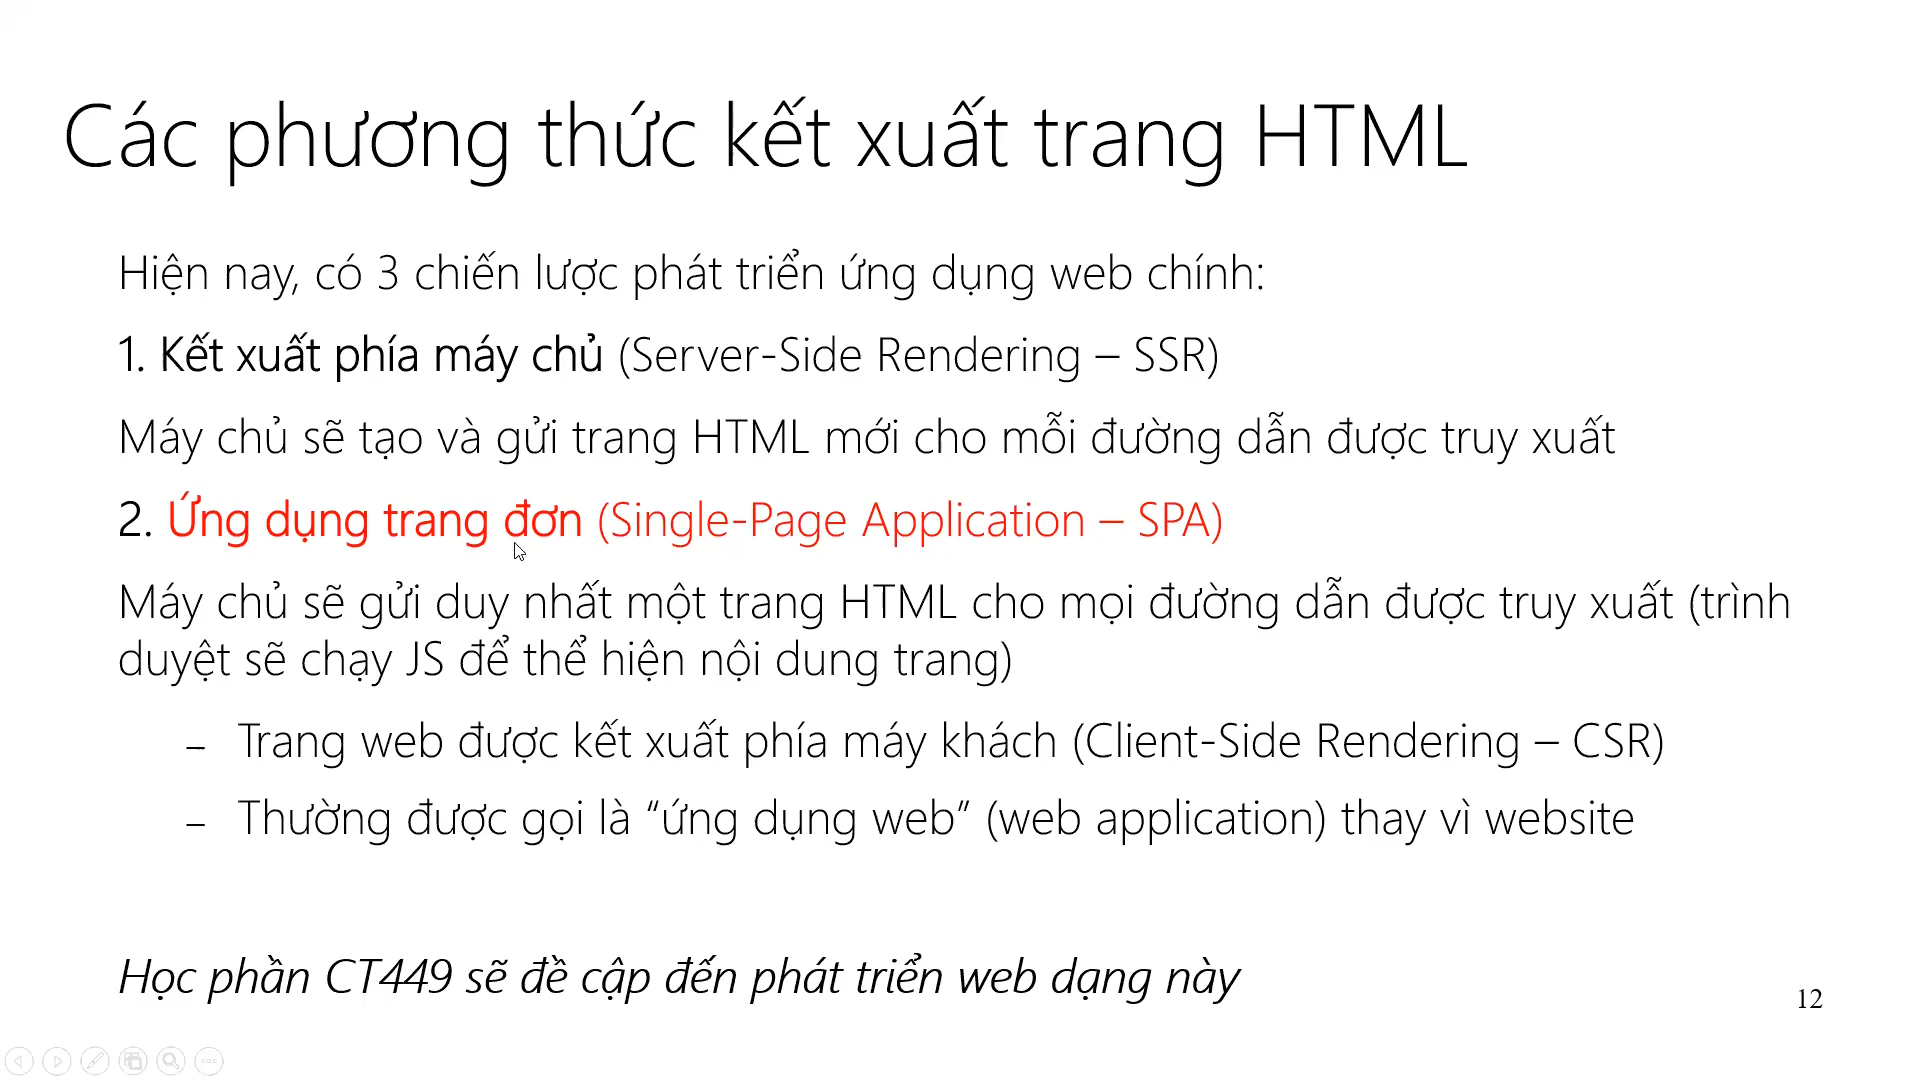 Các phương thức kết xuất trang HTML
Hiện nay, có 3 chiến lược phát triển ứng dụng web chính:
1. Kết xuất phía máy chủ (Server-Side Rendering – SSR)
Máy chủ sẽ tạo và gửi trang HTML mới cho mỗi đường dẫn được truy xuất
2. Ứng dụng trang đơn (Single-Page Application – SPA)
Máy chủ sẽ gửi duy nhất một trang HTML cho mọi đường dẫn được truy xuất (trình
duyệt sẽ chạy JS để thể hiện nội dung trang)
– Trang web được kết xuất phía máy khách (Client-Side Rendering – CSR)
– Thường được gọi là “ứng dụng web” (web application) thay vì website
Học phần CT449 sẽ đề cập đến phát triển web dạng này
12